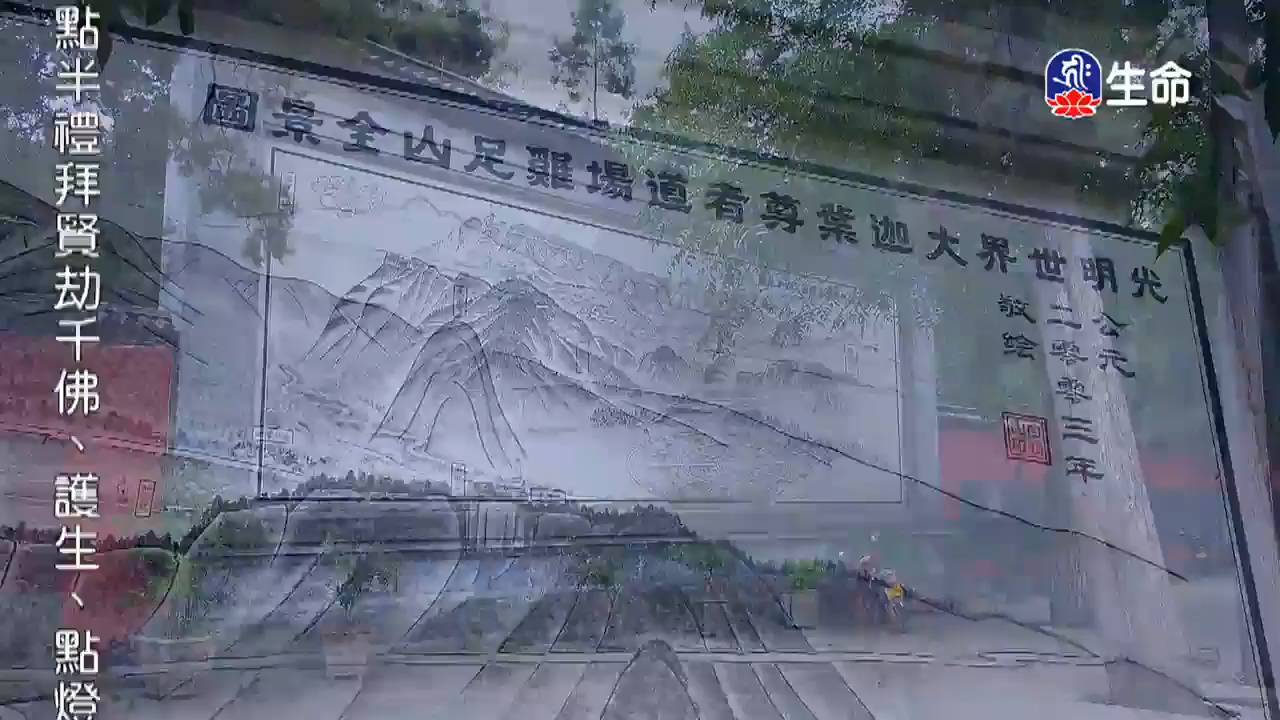 點半禮拜賢劫千佛、護生、點燈
生命
光明世界大迦葉尊者道場雞足山全景圖
公元
二零零三年
敬绘